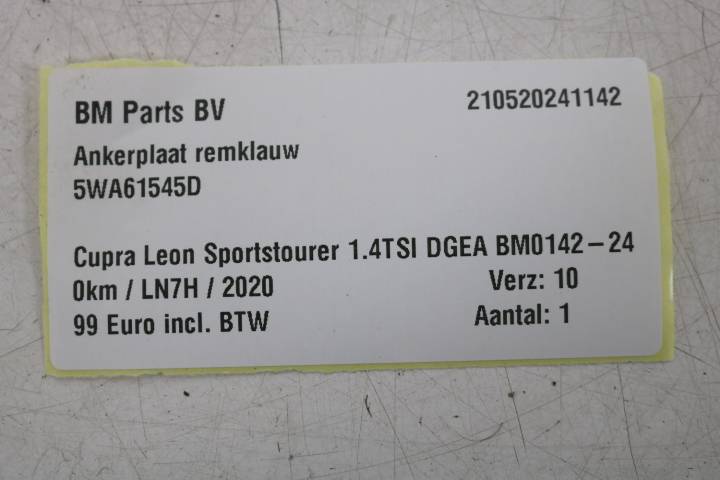 BM Parts BV 210520241142
Ankerplaat remklauw
5WA61545D
Cupra Leon Sportstourer 1.4TSI DGEA BM0142-24
0km / LN7H / 2020 Verz: 10
99 Euro incl. BTW Aantal: 1